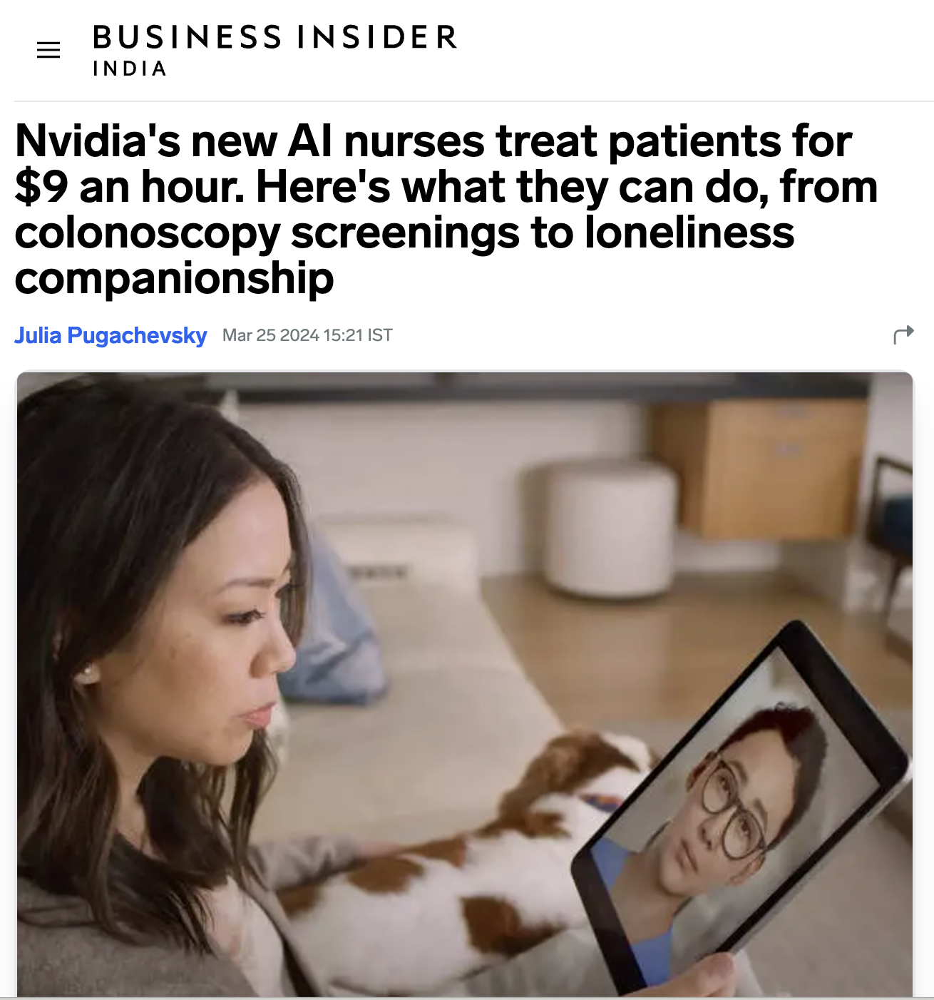 BUSINESS INSIDER
INDIA
Nvidia's new AI nurses treat patients for
$9 an hour. Here's what they can do, from
colonoscopy screenings to loneliness
companionship
Julia Pugachevsky Mar 25 2024 15:21 IST